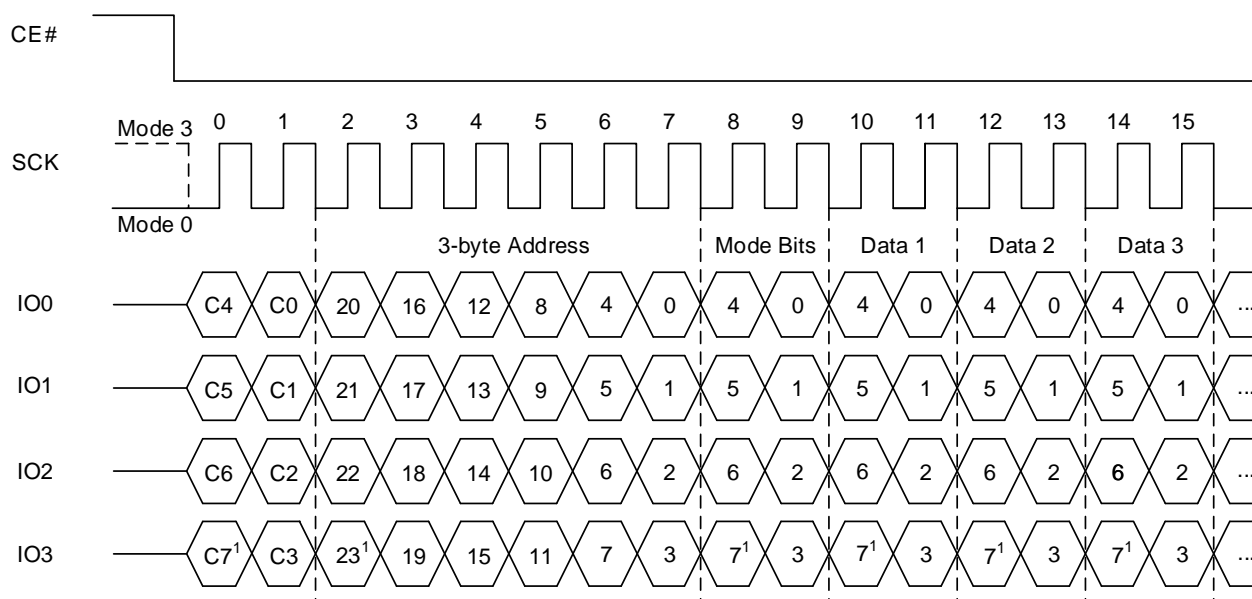 CE#
Mode 3 0 1 2 3 4 5 6 7 8 9 10 11 12 13 14 15
SCK
Mode 0
3-byte Address Mode Bits Data 1 Data 2 Data 3
IO0 C4 C0 20 16 12 8 4 0 4 0 4 0 4 0 4 0 ...
IO1 C5 C1 21 17 13 9 5 1 5 1 5 1 5 1 5 1 ...
IO2 C6 C2 22 18 14 10 6 2 6 2 6 2 6 2 6 2 ...
IO3 C7¹ C3 23¹ 19 15 11 7 3 7¹ 3 7¹ 3 7¹ 3 7¹ 3 ...